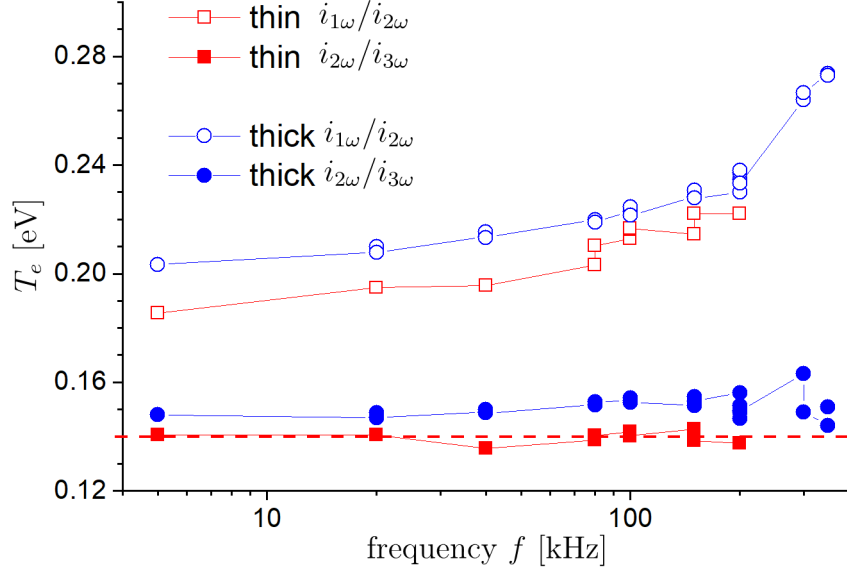 thin i₁ω/i₂ω
thin i₂ω/i₃ω
thick i₁ω/i₂ω
thick i₂ω/i₃ω
0.28
0.24
0.20
0.16
0.12
Tₑ [eV]
10
100
frequency f [kHz]